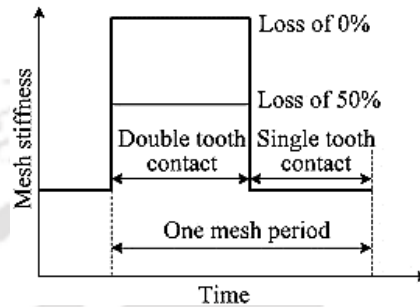 Loss of 0%
Loss of 50%
Double tooth
contact
Single tooth
contact
One mesh period
Mesh stiffness
Time